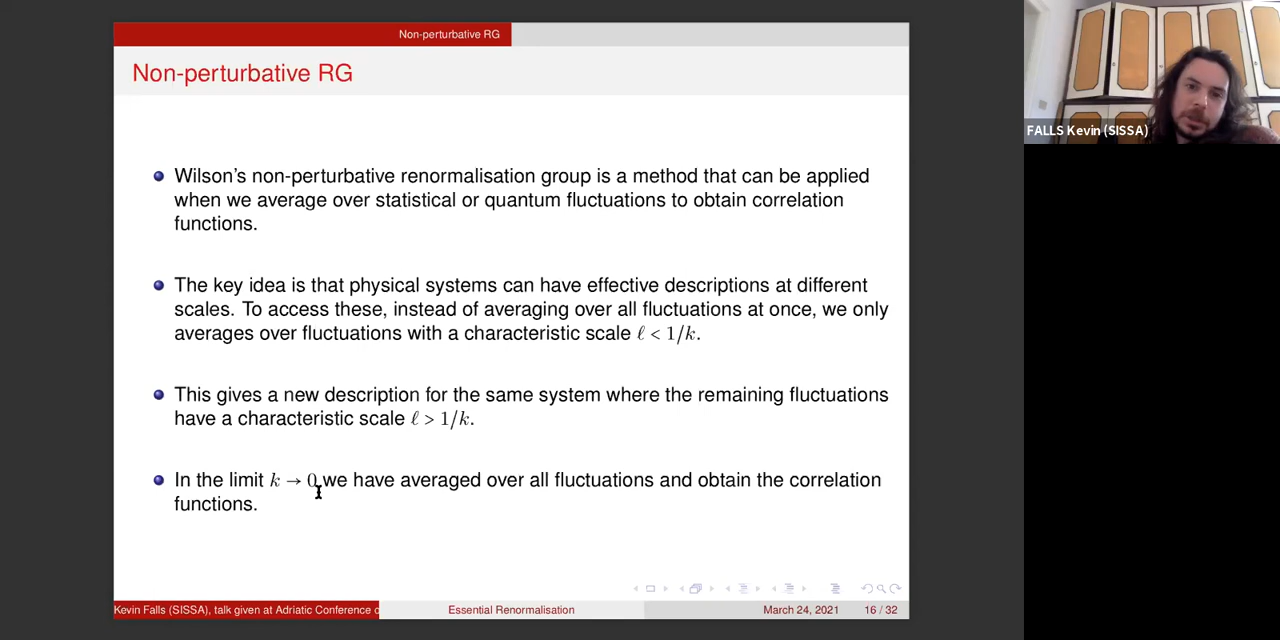 Non-perturbative RG
Non-perturbative RG
FALLS Kevin (SISSA)
Wilson's non-perturbative renormalisation group is a method that can be applied
when we average over statistical or quantum fluctuations to obtain correlation
functions.
The key idea is that physical systems can have effective descriptions at different
scales. To access these, instead of averaging over all fluctuations at once, we only
averages over fluctuations with a characteristic scale ℓ < 1/k.
This gives a new description for the same system where the remaining fluctuations
have a characteristic scale ℓ > 1/k.
In the limit k → 0 we have averaged over all fluctuations and obtain the correlation
functions.
Kevin Falls (SISSA), talk given at Adriatic Conference
Essential Renormalisation
March 24, 2021
16 / 32